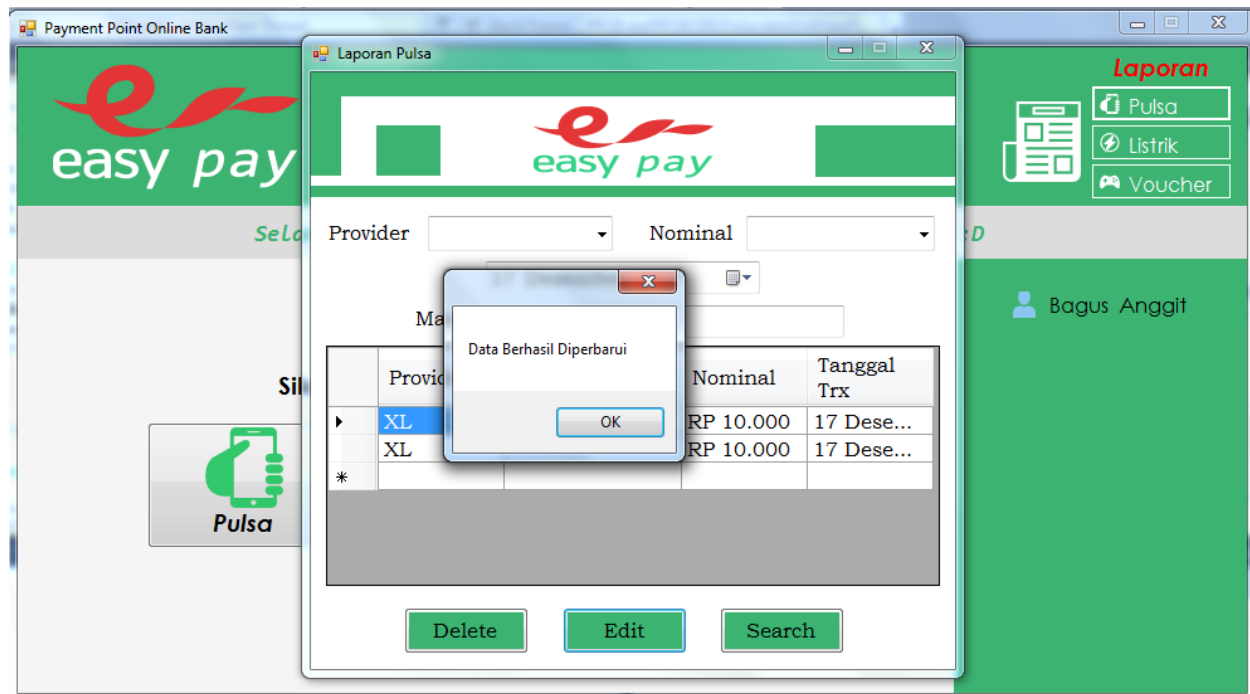 Payment Point Online Bank
Laporan Pulsa
easy pay
Laporan
Pulsa
Listrik
Voucher
easy pay
:D
Provider
Nominal
Bagus Anggit
Data Berhasil Diperbarui
OK
Nominal
Tanggal
Trx
XL
RP 10.000
17 Dese...
XL
RP 10.000
17 Dese...
Pulsa
Delete
Edit
Search